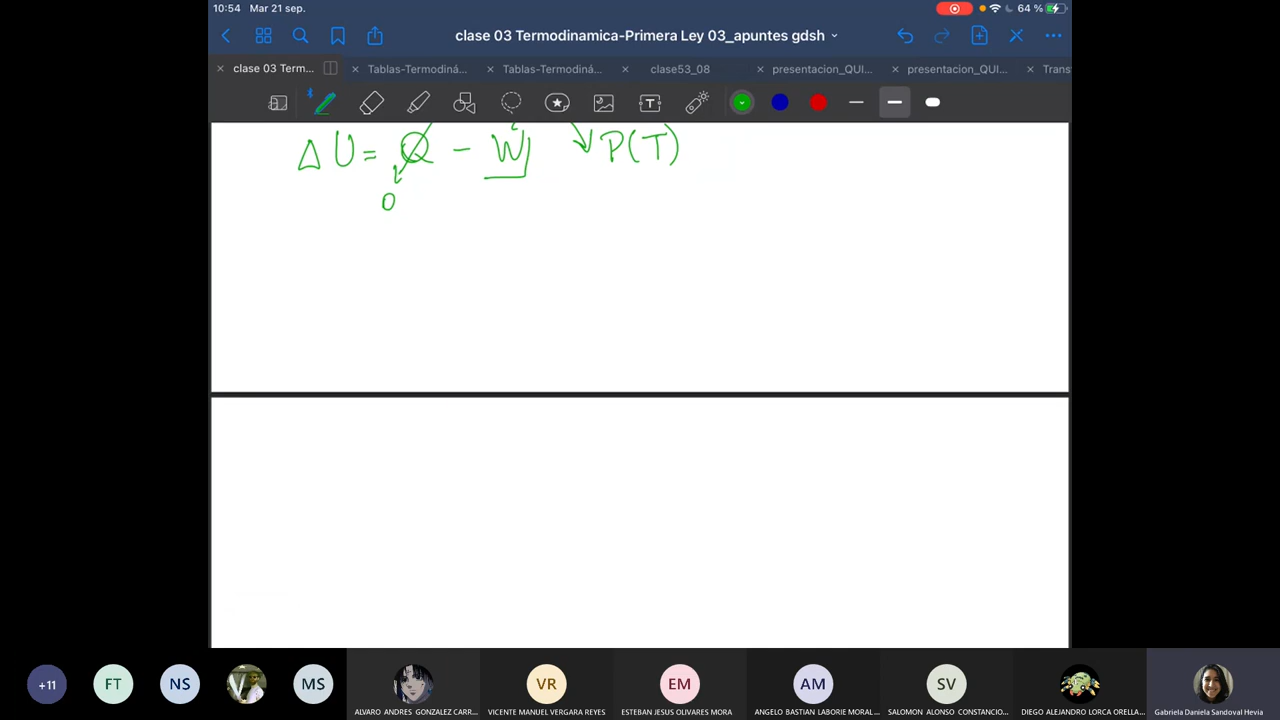 10:54 Mar 21 sep. 64 %
clase 03 Termodinamica-Primera Ley 03_apuntes gdsh
clase 03 Term... Tablas-Termodiná... Tablas-Termodiná... clase53_08 presentacion_QUI... presentacion_QUI... Transf
T
ΔU = Q - W P(T)
0
+11 FT NS MS VR EM AM SV
ALVARO ANDRES GONZALEZ CARR... VICENTE MANUEL VERGARA REYES ESTEBAN JESUS OLIVARES MORA ANGELO BASTIAN LABORIE MORAL... SALOMON ALONSO CONSTANCIO... DIEGO ALEJANDRO LORCA ORELLA... Gabriela Daniela Sandoval Hevia